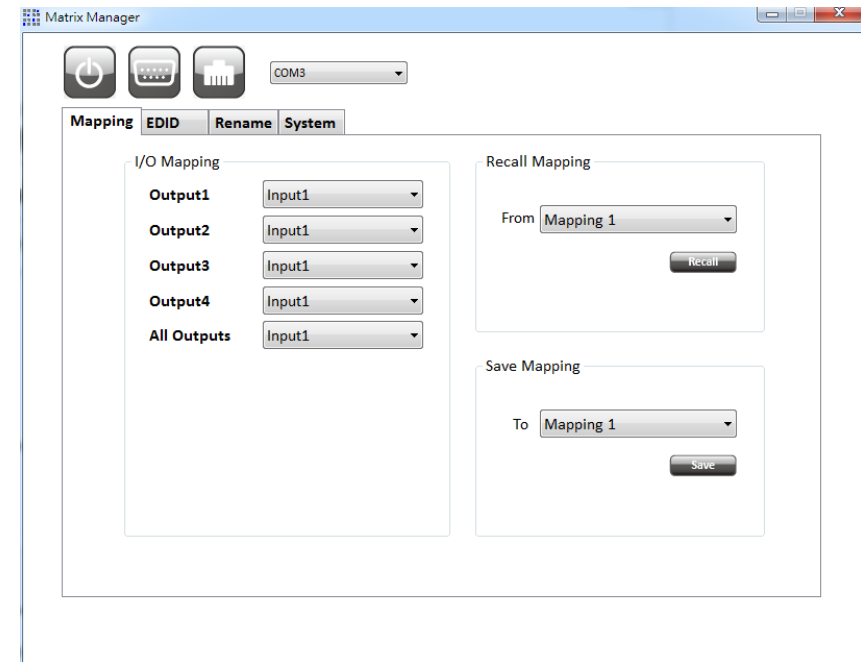 Matrix Manager
COM3
Mapping EDID Rename System
I/O Mapping
Output1 Input1
Output2 Input1
Output3 Input1
Output4 Input1
All Outputs Input1
Recall Mapping
From Mapping 1
Recall
Save Mapping
To Mapping 1
Save